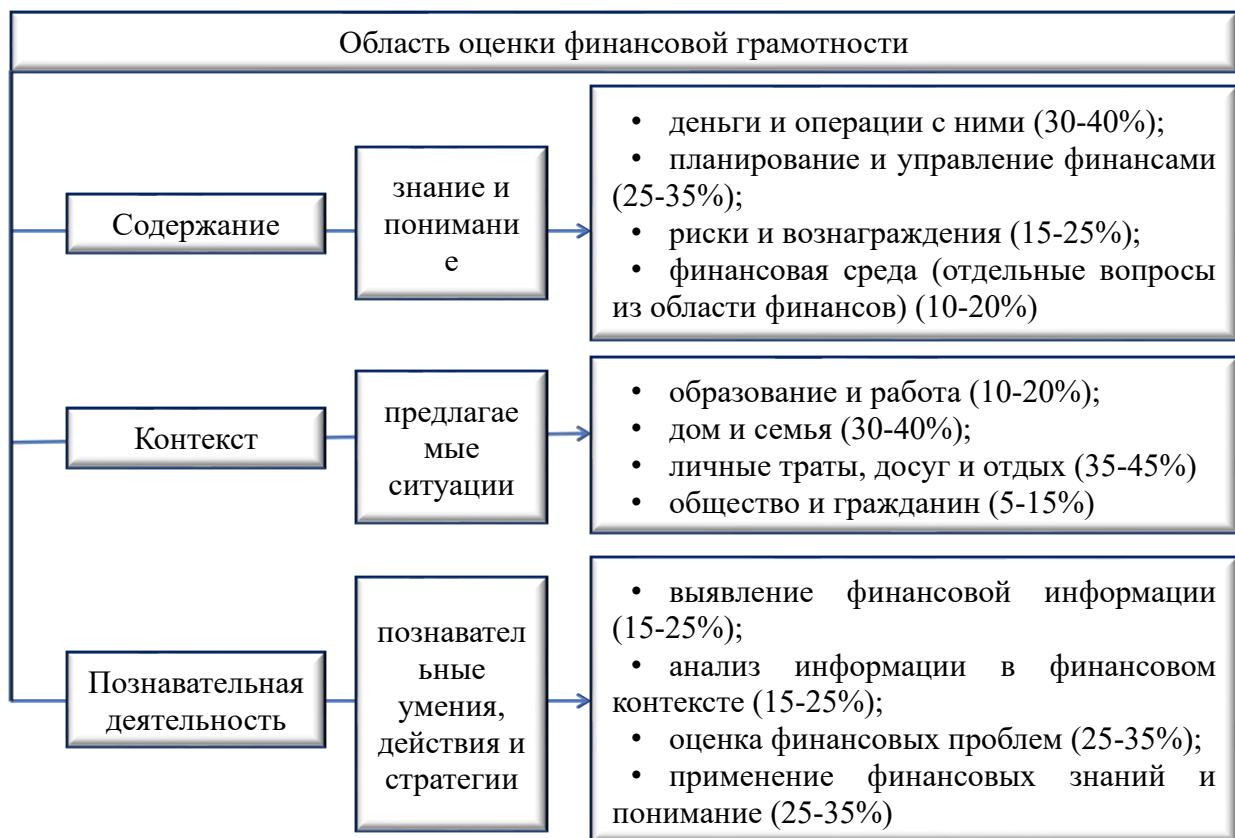 Область оценки финансовой грамотности
Содержание
знание и
понимани
е
• деньги и операции с ними (30-40%);
• планирование и управление финансами
(25-35%);
• риски и вознаграждения (15-25%);
• финансовая среда (отдельные вопросы
из области финансов) (10-20%)
Контекст
предлагае
мые
ситуации
• образование и работа (10-20%);
• дом и семья (30-40%);
• личные траты, досуг и отдых (35-45%)
• общество и гражданин (5-15%)
Познавательная
деятельность
познавател
ьные
умения,
действия и
стратегии
• выявление финансовой информации
(15-25%);
• анализ информации в финансовом
контексте (15-25%);
• оценка финансовых проблем (25-35%);
• применение финансовых знаний и
понимание (25-35%)